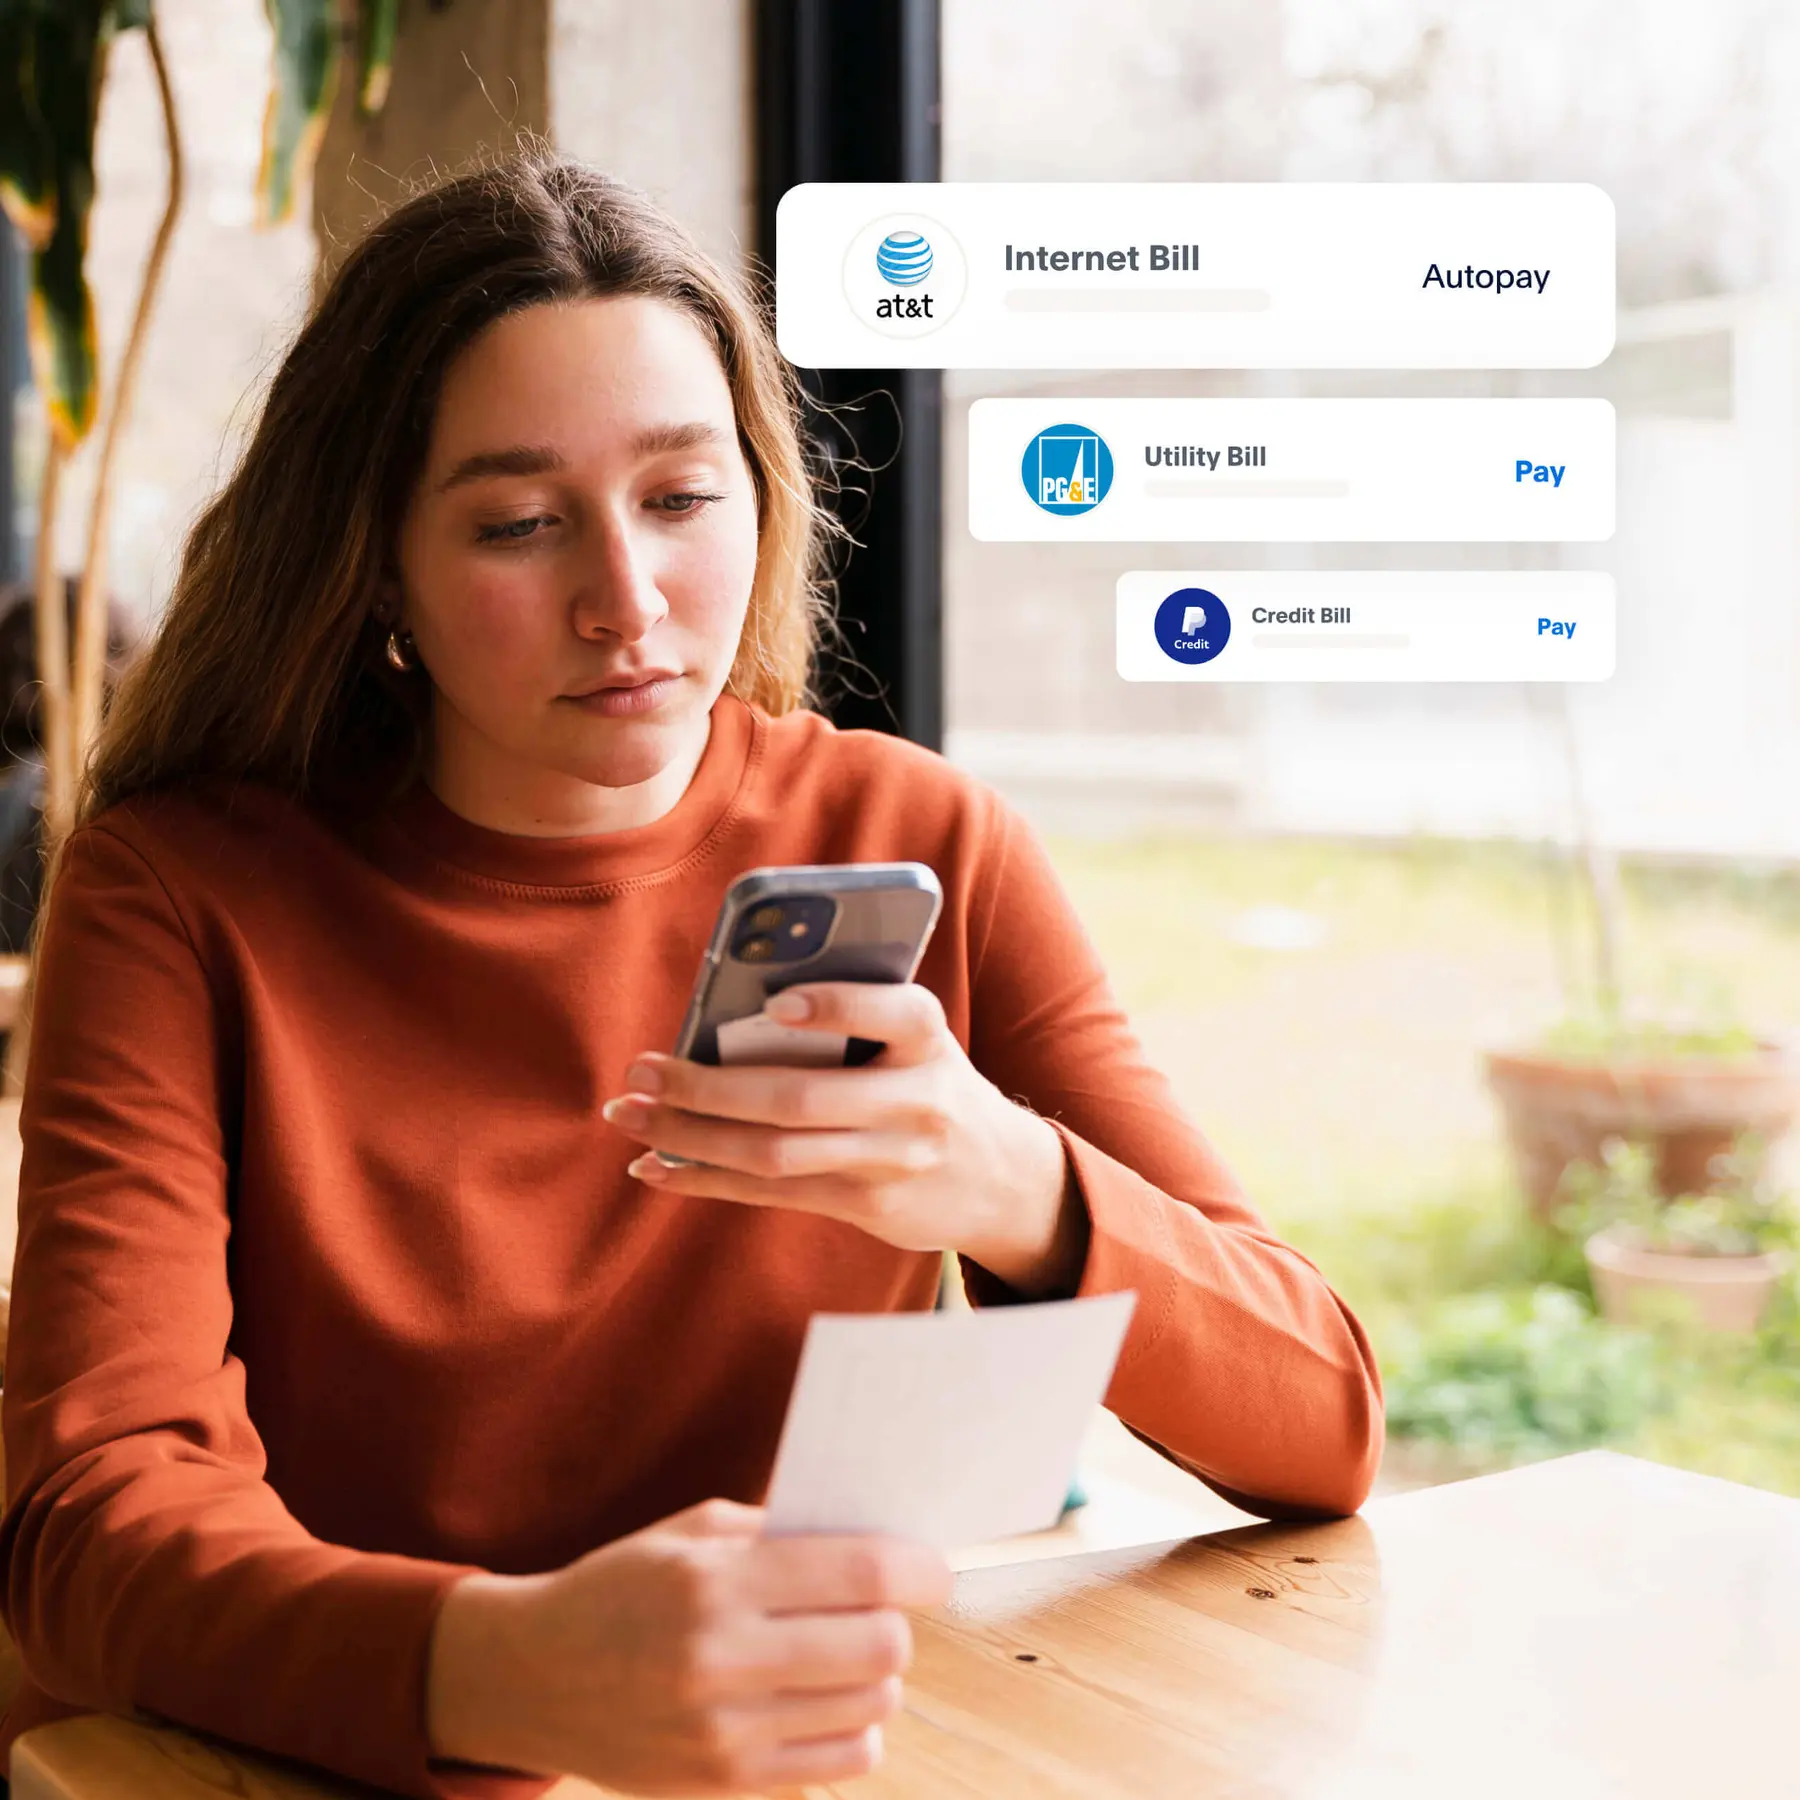 at&t
Internet Bill
Autopay
PG&E
Utility Bill
Pay
Credit
Credit Bill
Pay